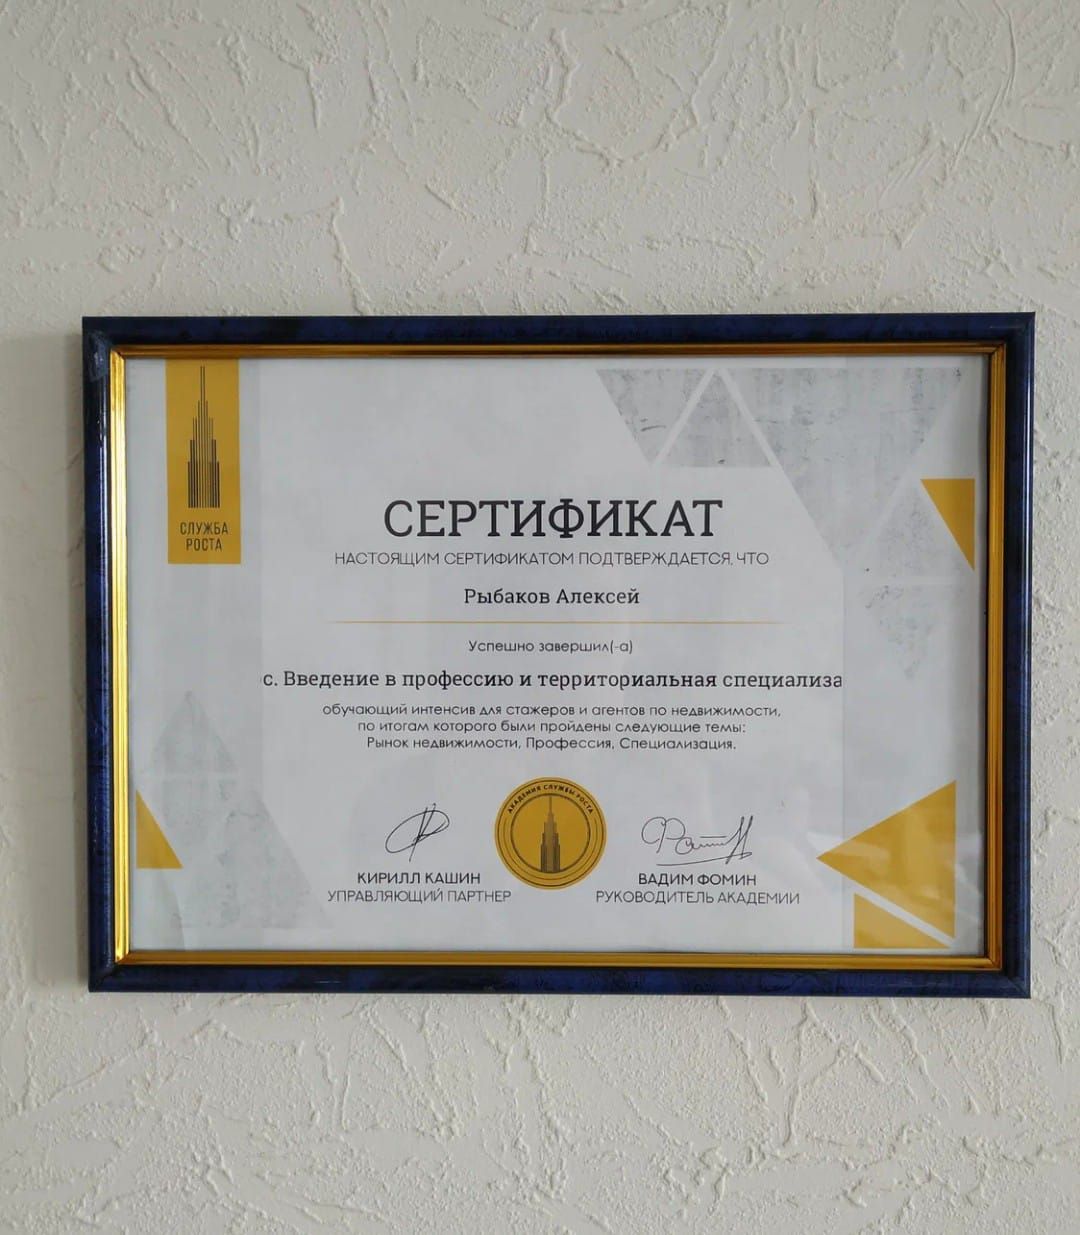 СЛУЖБА
РОСТА
СЕРТИФИКАТ
НАСТОЯЩИМ СЕРТИФИКАТОМ ПОДТВЕРЖДАЕТСЯ, ЧТО
Рыбаков Алексей
Успешно завершил(-а)
с. Введение в профессию и территориальная специализа
обучающий интенсив для стажеров и агентов по недвижимости,
по итогам которого были пройдены следующие темы:
Рынок недвижимости, Профессия, Специализация.
АКАДЕМИЯ СЛУЖБЫ РОСТА
КИРИЛЛ КАШИН
УПРАВЛЯЮЩИЙ ПАРТНЕР
ВАДИМ ФОМИН
РУКОВОДИТЕЛЬ АКАДЕМИИ